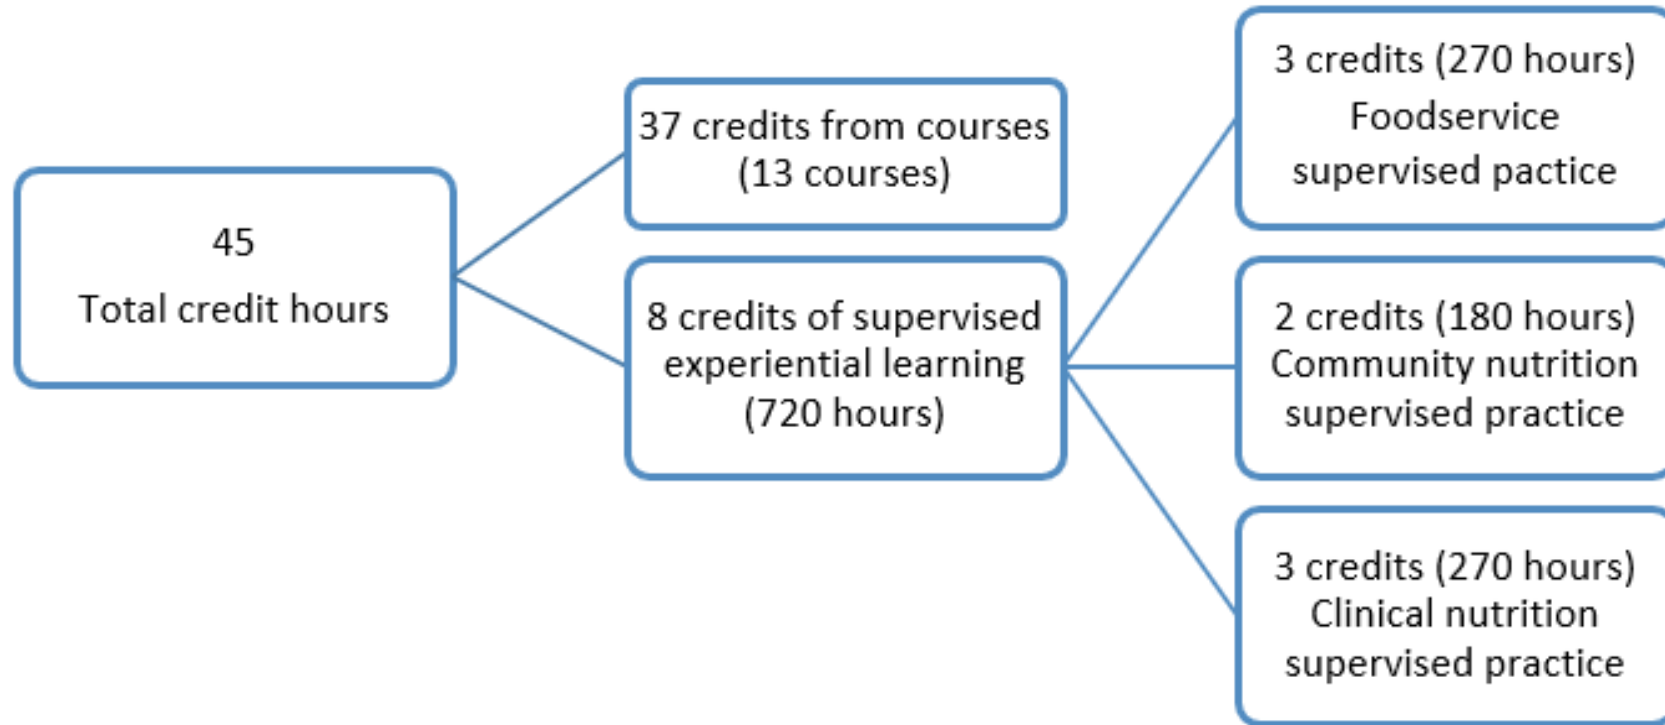 45
Total credit hours
37 credits from courses
(13 courses)
8 credits of supervised
experiential learning
(720 hours)
3 credits (270 hours)
Foodservice
supervised pactice
2 credits (180 hours)
Community nutrition
supervised practice
3 credits (270 hours)
Clinical nutrition
supervised practice